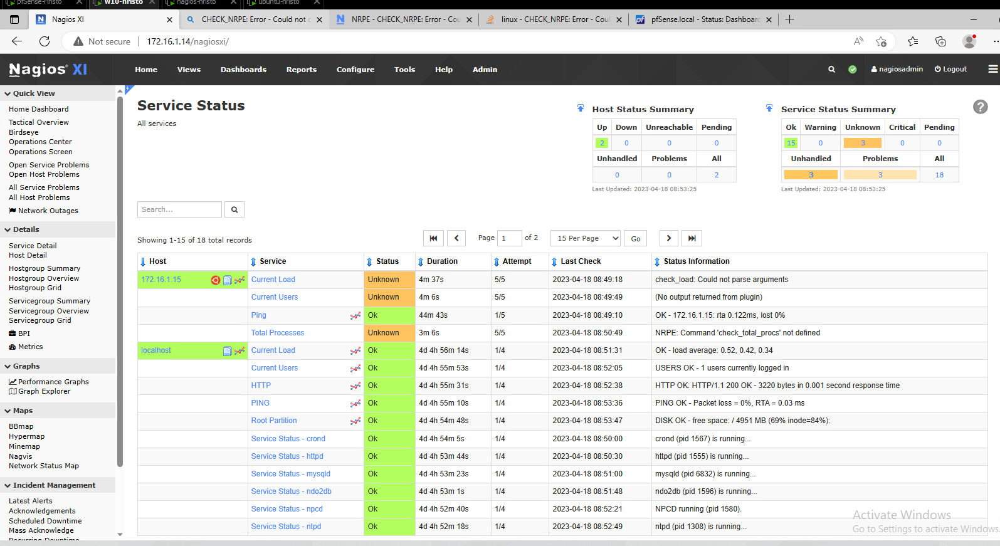 pfSense-Hristo
w10-hristo
nagios-hristo
ubuntu-hristo
Nagios XI
CHECK_NRPE: Error - Could not c
NRPE - CHECK_NRPE: Error - Cou
linux - CHECK_NRPE: Error - Coul
pfSense.local - Status: Dashboard
Not secure
172.16.1.14/nagiosxi/
Nagios XI
Home
Views
Dashboards
Reports
Configure
Tools
Help
Admin
nagiosadmin
Logout
Quick View
Home Dashboard
Tactical Overview
Birdseye
Operations Center
Operations Screen
Open Service Problems
Open Host Problems
All Service Problems
All Host Problems
Network Outages
Details
Service Detail
Host Detail
Hostgroup Summary
Hostgroup Overview
Hostgroup Grid
Servicegroup Summary
Servicegroup Overview
Servicegroup Grid
BPI
Metrics
Graphs
Performance Graphs
Graph Explorer
Maps
BBmap
Hypermap
Minemap
Nagvis
Network Status Map
Incident Management
Latest Alerts
Acknowledgements
Scheduled Downtime
Mass Acknowledge
Recurring Downtime
Service Status
All services
Host Status Summary
Up Down Unreachable Pending
2 0 0 0
Unhandled Problems All
0 0 2
Last Updated: 2023-04-18 08:53:25
Service Status Summary
Ok Warning Unknown Critical Pending
15 0 3 0 0
Unhandled Problems All
3 3 18
Last Updated: 2023-04-18 08:53:25
?
Search...
Showing 1-15 of 18 total records
Page 1 of 2
15 Per Page
Go
Host Service Status Duration Attempt Last Check Status Information
172.16.1.15 Current Load Unknown 4m 37s 5/5 2023-04-18 08:49:18 check_load: Could not parse arguments
Current Users Unknown 4m 6s 5/5 2023-04-18 08:49:49 (No output returned from plugin)
Ping Ok 44m 43s 1/5 2023-04-18 08:49:10 OK - 172.16.1.15: rta 0.122ms, lost 0%
Total Processes Unknown 3m 6s 5/5 2023-04-18 08:50:49 NRPE: Command 'check_total_procs' not defined
localhost Current Load Ok 4d 4h 56m 14s 1/4 2023-04-18 08:51:31 OK - load average: 0.52, 0.42, 0.34
Current Users Ok 4d 4h 55m 53s 1/4 2023-04-18 08:52:05 USERS OK - 1 users currently logged in
HTTP Ok 4d 4h 55m 31s 1/4 2023-04-18 08:52:38 HTTP OK: HTTP/1.1 200 OK - 3220 bytes in 0.001 second response time
PING Ok 4d 4h 55m 10s 1/4 2023-04-18 08:53:36 PING OK - Packet loss = 0%, RTA = 0.03 ms
Root Partition Ok 4d 4h 54m 48s 1/4 2023-04-18 08:53:47 DISK OK - free space: / 4951 MB (69% inode=84%):
Service Status - crond Ok 4d 4h 54m 5s 1/4 2023-04-18 08:50:00 crond (pid 1567) is running...
Service Status - httpd Ok 4d 4h 53m 44s 1/4 2023-04-18 08:50:30 httpd (pid 1555) is running...
Service Status - mysqld Ok 4d 4h 53m 23s 1/4 2023-04-18 08:51:00 mysqld (pid 6832) is running...
Service Status - ndo2db Ok 4d 4h 53m 1s 1/4 2023-04-18 08:51:48 ndo2db (pid 1596) is running...
Service Status - npcd Ok 4d 4h 52m 40s 1/4 2023-04-18 08:52:21 NPCD running (pid 1580).
Service Status - ntpd Ok 4d 4h 52m 18s 1/4 2023-04-18 08:52:49 ntpd (pid 1308) is running...
Activate Windows
Go to Settings to activate Windows.